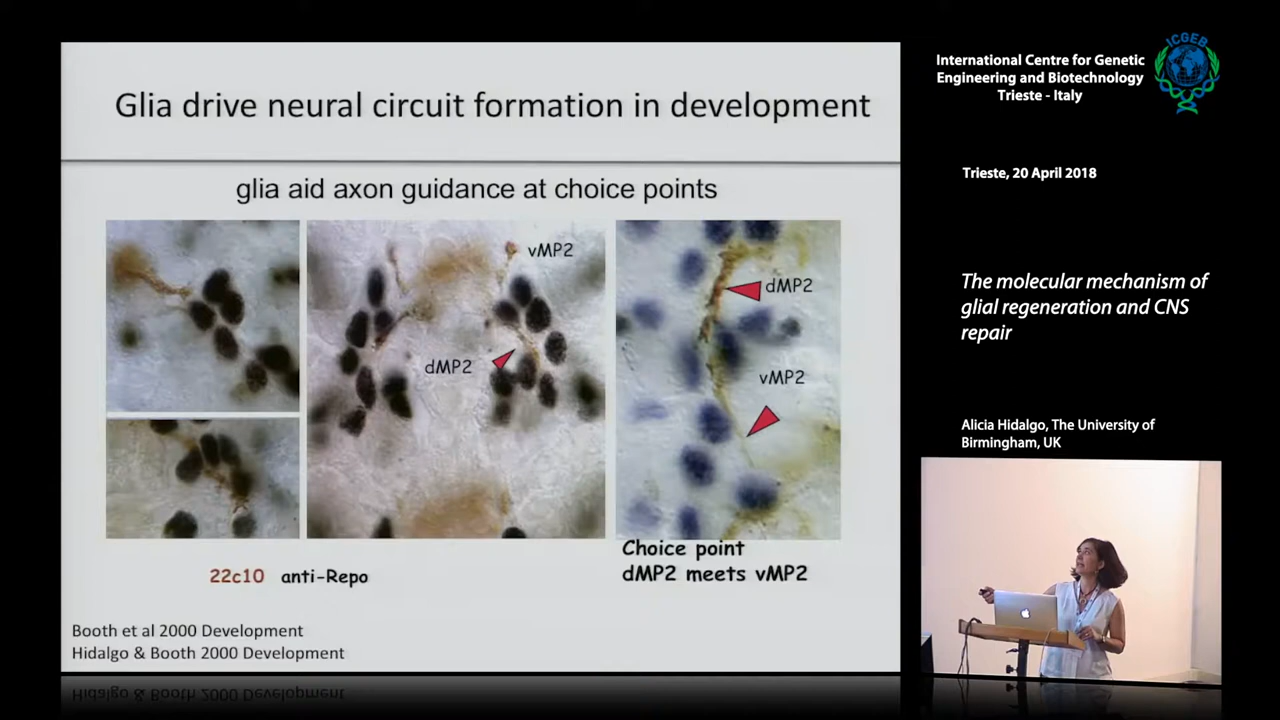 Glia drive neural circuit formation in development
glia aid axon guidance at choice points
vMP2
dMP2
dMP2
vMP2
Choice point
dMP2 meets vMP2
22c10 anti-Repo
Booth et al 2000 Development
Hidalgo & Booth 2000 Development
International Centre for Genetic
Engineering and Biotechnology
Trieste - Italy
ICGEB
Trieste, 20 April 2018
The molecular mechanism of
glial regeneration and CNS
repair
Alicia Hidalgo, The University of
Birmingham, UK